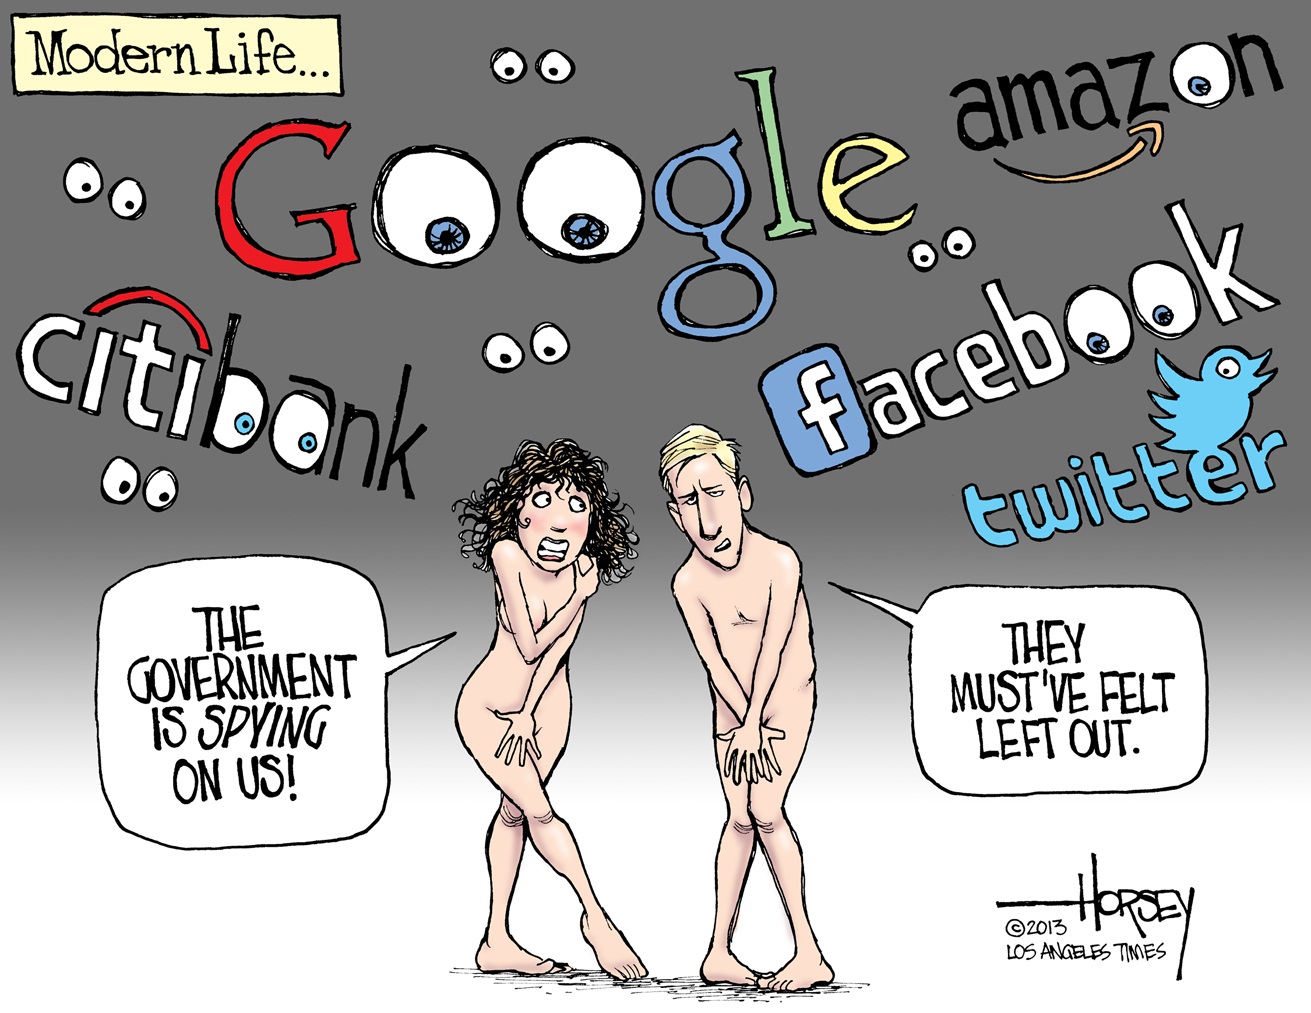 Modern Life...
Google
amazon
citibank
f facebook
twitter
THE
GOVERNMENT
IS SPYING
ON US!
THEY
MUST'VE FELT
LEFT OUT.
HORSEY
©2013
LOS ANGELES TIMES